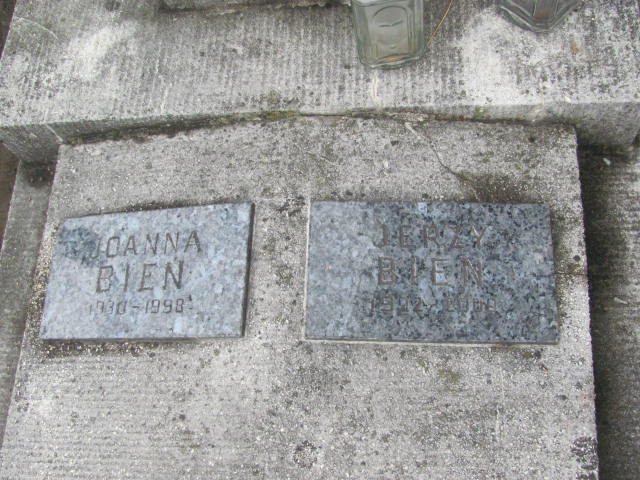 JOANNA
BIEN
1930-1998
JERZY
BIEN